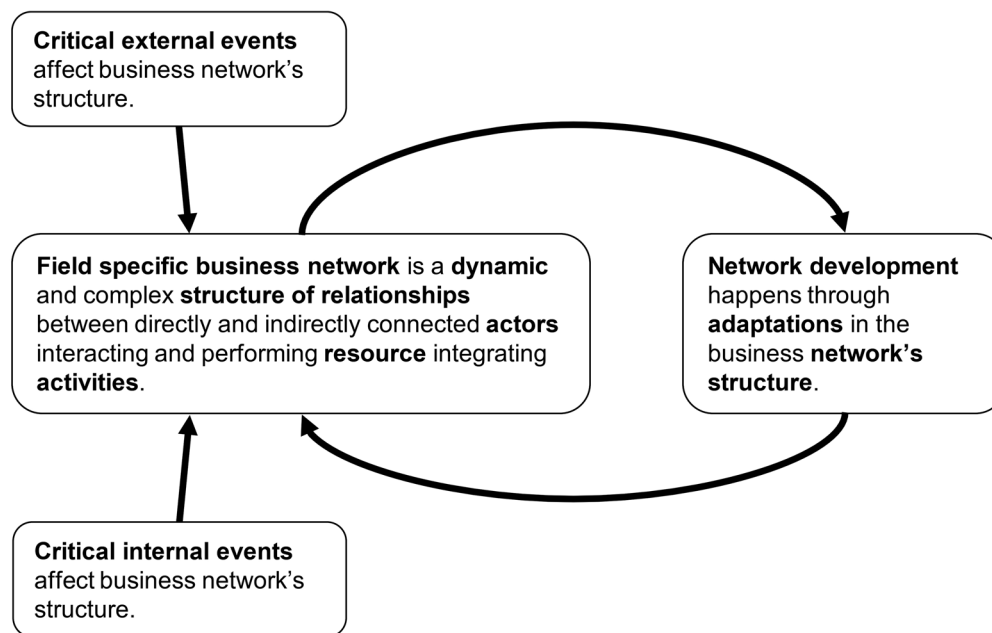 Critical external events
affect business network's
structure.
Field specific business network is a dynamic
and complex structure of relationships
between directly and indirectly connected actors
interacting and performing resource integrating
activities.
Network development
happens through
adaptations in the
business network's
structure.
Critical internal events
affect business network's
structure.